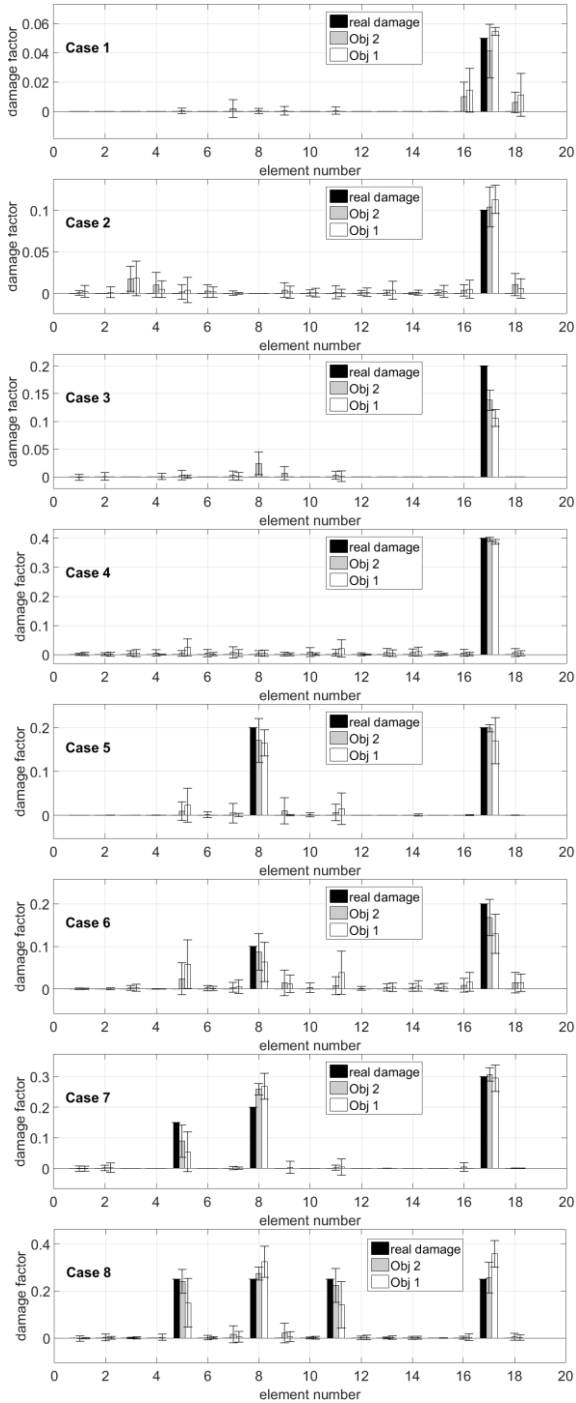 0.06
0.04
0.02
0
damage factor
Case 1
real damage
Obj 2
Obj 1
0 2 4 6 8 10 12 14 16 18 20
element number
0.1
0.05
0
damage factor
Case 2
real damage
Obj 2
Obj 1
0 2 4 6 8 10 12 14 16 18 20
element number
0.2
0.15
0.1
0.05
0
damage factor
Case 3
real damage
Obj 2
Obj 1
0 2 4 6 8 10 12 14 16 18 20
element number
0.4
0.3
0.2
0.1
0
damage factor
Case 4
real damage
Obj 2
Obj 1
0 2 4 6 8 10 12 14 16 18 20
element number
0.2
0.1
0
damage factor
Case 5
real damage
Obj 2
Obj 1
0 2 4 6 8 10 12 14 16 18 20
element number
0.2
0.1
0
damage factor
Case 6
real damage
Obj 2
Obj 1
0 2 4 6 8 10 12 14 16 18 20
element number
0.3
0.2
0.1
0
damage factor
Case 7
real damage
Obj 2
Obj 1
0 2 4 6 8 10 12 14 16 18 20
element number
0.4
0.2
0
damage factor
Case 8
real damage
Obj 2
Obj 1
0 2 4 6 8 10 12 14 16 18 20
element number